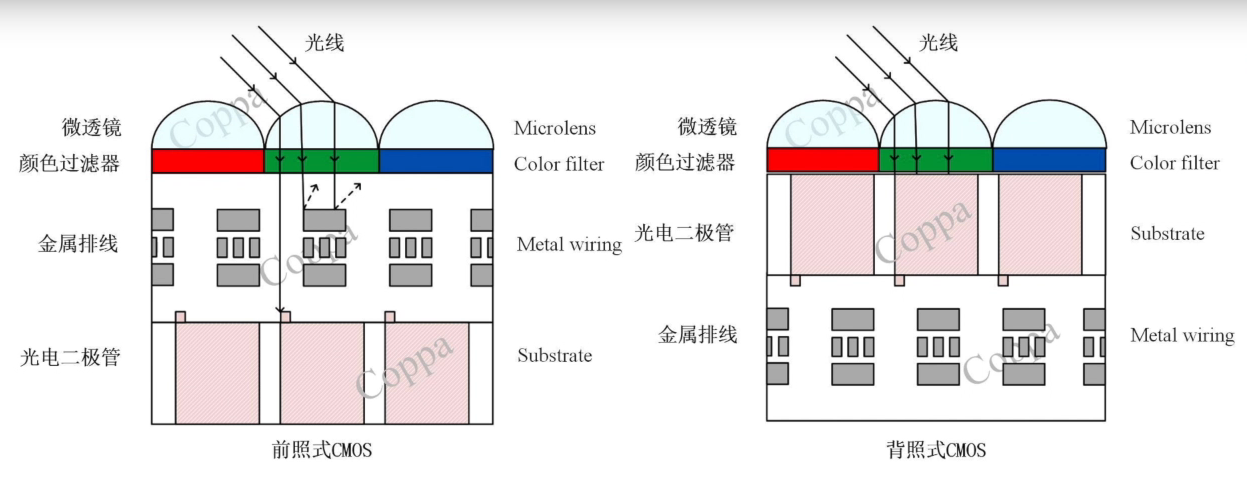 光线
微透镜
Microlens
颜色过滤器
Color filter
金属排线
Metal wiring
光电二极管
Substrate
Coppa
Coppa
Coppa
前照式CMOS
光线
微透镜
Microlens
颜色过滤器
Color filter
光电二极管
Substrate
金属排线
Metal wiring
Coppa
Coppa
Coppa
背照式CMOS